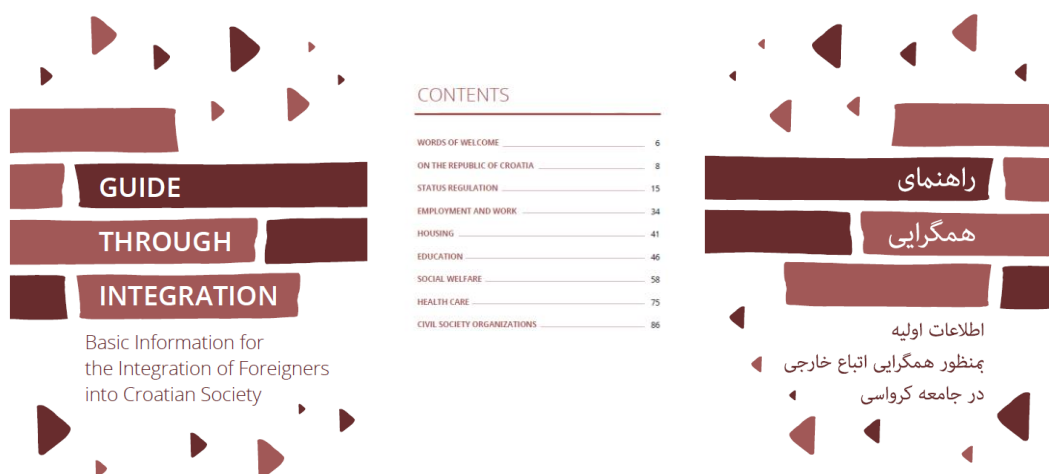 GUIDE
THROUGH
INTEGRATION
Basic Information for
the Integration of Foreigners
into Croatian Society
CONTENTS
WORDS OF WELCOME 6
ON THE REPUBLIC OF CROATIA 8
STATUS REGULATION 15
EMPLOYMENT AND WORK 34
HOUSING 41
EDUCATION 46
SOCIAL WELFARE 58
HEALTH CARE 75
CIVIL SOCIETY ORGANIZATIONS 86
راهنمای
همگرایی
اطلاعات اولیه
بمنظور همگرایی اتباع خارجی
در جامعه کرواسی